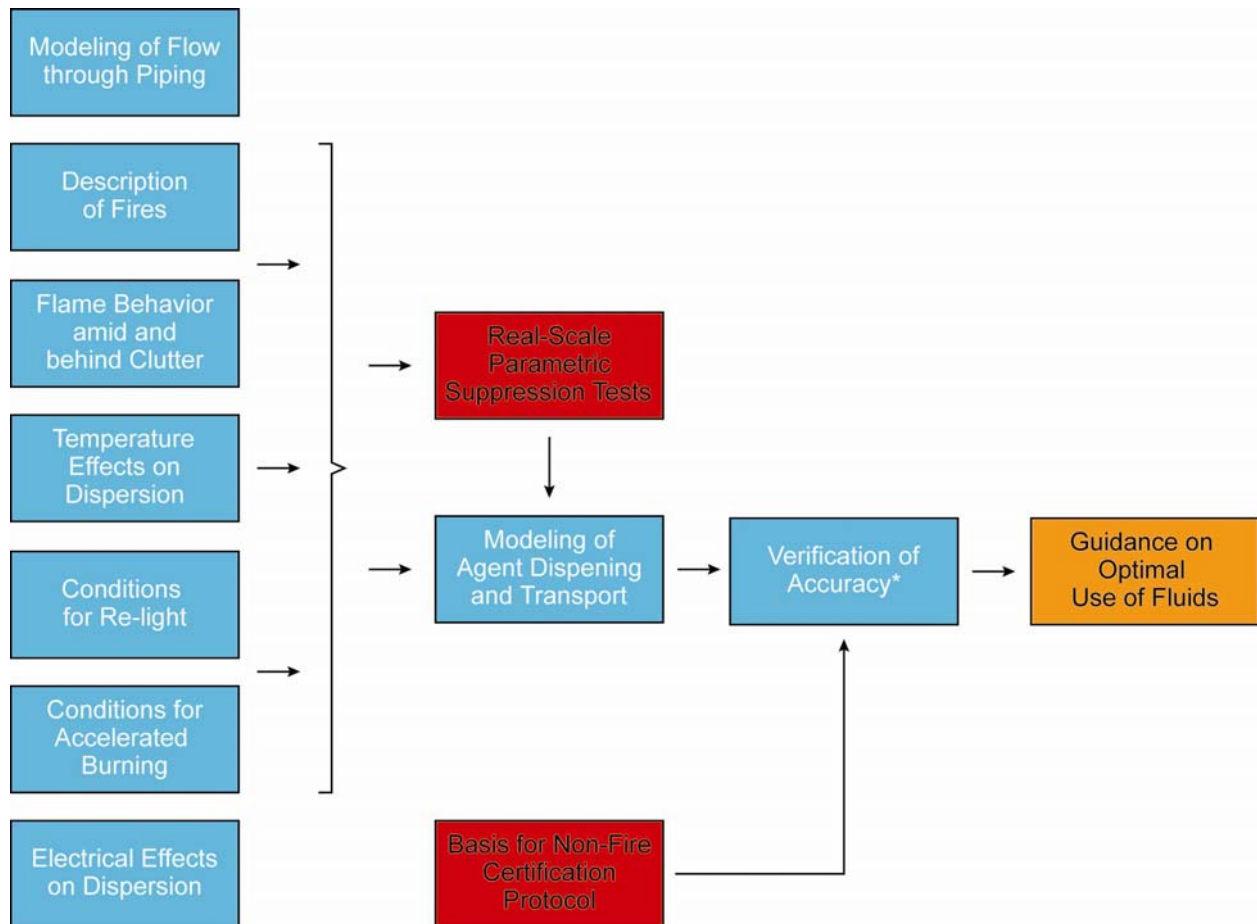 Modeling of Flow
through Piping
Description
of Fires
Flame Behavior
amid and
behind Clutter
Temperature
Effects on
Dispersion
Conditions
for Re-light
Conditions for
Accelerated
Burning
Electrical Effects
on Dispersion
Real-Scale
Parametric
Suppression Tests
Modeling of
Agent Dispening
and Transport
Basis for Non-Fire
Certification
Protocol
Verification of
Accuracy*
Guidance on
Optimal
Use of Fluids